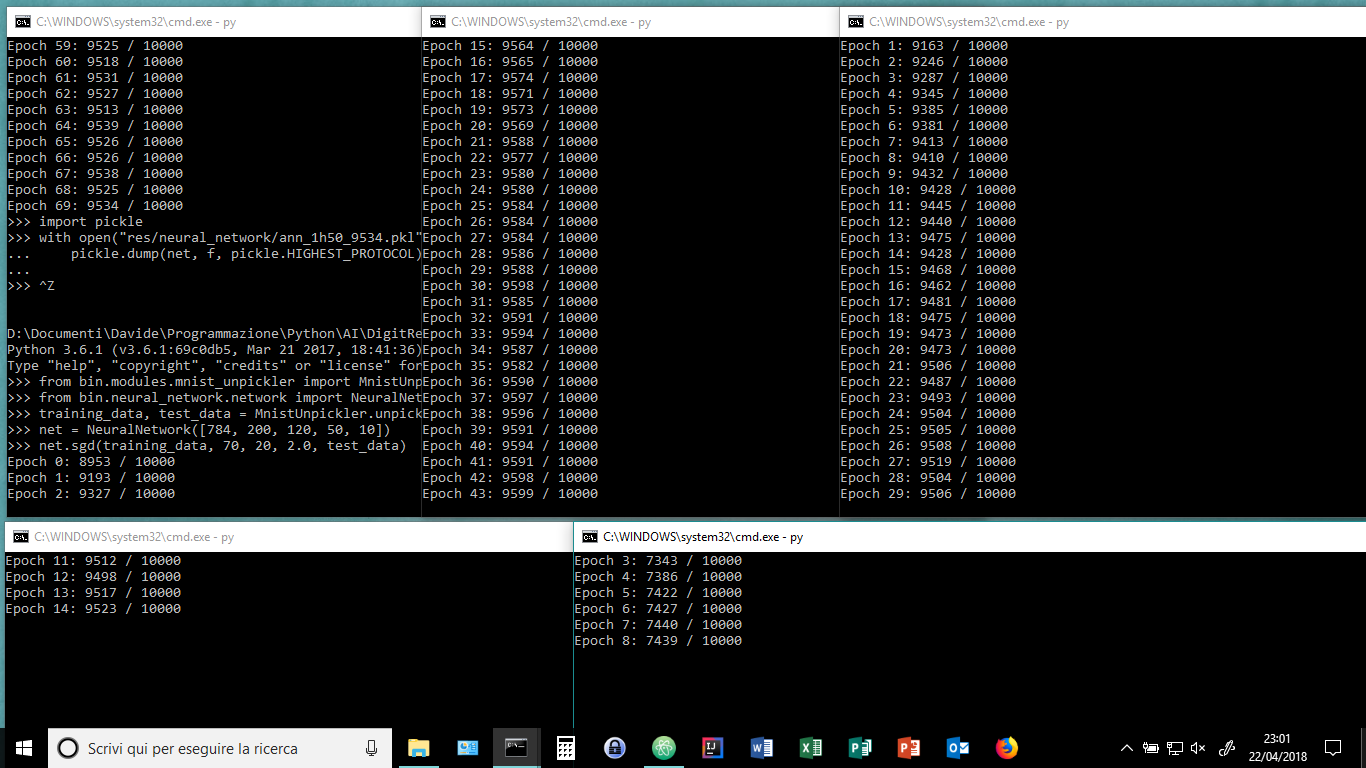 C:\WINDOWS\system32\cmd.exe - py
Epoch 59: 9525 / 10000
Epoch 60: 9518 / 10000
Epoch 61: 9531 / 10000
Epoch 62: 9527 / 10000
Epoch 63: 9513 / 10000
Epoch 64: 9539 / 10000
Epoch 65: 9526 / 10000
Epoch 66: 9526 / 10000
Epoch 67: 9538 / 10000
Epoch 68: 9525 / 10000
Epoch 69: 9534 / 10000
>>> import pickle
>>> with open("res/neural_network/ann_1h50_9534.pkl"
...     pickle.dump(net, f, pickle.HIGHEST_PROTOCOL)
...
>>> ^Z
D:\Documenti\Davide\Programmazione\Python\AI\DigitRe
Python 3.6.1 (v3.6.1:69c0db5, Mar 21 2017, 18:41:36)
Type "help", "copyright", "credits" or "license" for
>>> from bin.modules.mnist_unpickler import MnistUnp
>>> from bin.neural_network.network import NeuralNet
>>> training_data, test_data = MnistUnpickler.unpick
>>> net = NeuralNetwork([784, 200, 120, 50, 10])
>>> net.sgd(training_data, 70, 20, 2.0, test_data)
Epoch 0: 8953 / 10000
Epoch 1: 9193 / 10000
Epoch 2: 9327 / 10000
C:\WINDOWS\system32\cmd.exe - py
Epoch 15: 9564 / 10000
Epoch 16: 9565 / 10000
Epoch 17: 9574 / 10000
Epoch 18: 9571 / 10000
Epoch 19: 9573 / 10000
Epoch 20: 9569 / 10000
Epoch 21: 9588 / 10000
Epoch 22: 9577 / 10000
Epoch 23: 9580 / 10000
Epoch 24: 9580 / 10000
Epoch 25: 9584 / 10000
Epoch 26: 9584 / 10000
Epoch 27: 9584 / 10000
Epoch 28: 9586 / 10000
Epoch 29: 9588 / 10000
Epoch 30: 9598 / 10000
Epoch 31: 9585 / 10000
Epoch 32: 9591 / 10000
Epoch 33: 9594 / 10000
Epoch 34: 9587 / 10000
Epoch 35: 9582 / 10000
Epoch 36: 9590 / 10000
Epoch 37: 9597 / 10000
Epoch 38: 9596 / 10000
Epoch 39: 9591 / 10000
Epoch 40: 9594 / 10000
Epoch 41: 9591 / 10000
Epoch 42: 9598 / 10000
Epoch 43: 9599 / 10000
C:\WINDOWS\system32\cmd.exe - py
Epoch 1: 9163 / 10000
Epoch 2: 9246 / 10000
Epoch 3: 9287 / 10000
Epoch 4: 9345 / 10000
Epoch 5: 9385 / 10000
Epoch 6: 9381 / 10000
Epoch 7: 9413 / 10000
Epoch 8: 9410 / 10000
Epoch 9: 9432 / 10000
Epoch 10: 9428 / 10000
Epoch 11: 9445 / 10000
Epoch 12: 9440 / 10000
Epoch 13: 9475 / 10000
Epoch 14: 9428 / 10000
Epoch 15: 9468 / 10000
Epoch 16: 9462 / 10000
Epoch 17: 9481 / 10000
Epoch 18: 9475 / 10000
Epoch 19: 9473 / 10000
Epoch 20: 9473 / 10000
Epoch 21: 9506 / 10000
Epoch 22: 9487 / 10000
Epoch 23: 9493 / 10000
Epoch 24: 9504 / 10000
Epoch 25: 9505 / 10000
Epoch 26: 9508 / 10000
Epoch 27: 9519 / 10000
Epoch 28: 9504 / 10000
Epoch 29: 9506 / 10000
C:\WINDOWS\system32\cmd.exe - py
Epoch 11: 9512 / 10000
Epoch 12: 9498 / 10000
Epoch 13: 9517 / 10000
Epoch 14: 9523 / 10000
C:\WINDOWS\system32\cmd.exe - py
Epoch 3: 7343 / 10000
Epoch 4: 7386 / 10000
Epoch 5: 7422 / 10000
Epoch 6: 7427 / 10000
Epoch 7: 7440 / 10000
Epoch 8: 7439 / 10000
Scrivi qui per eseguire la ricerca
23:01
22/04/2018